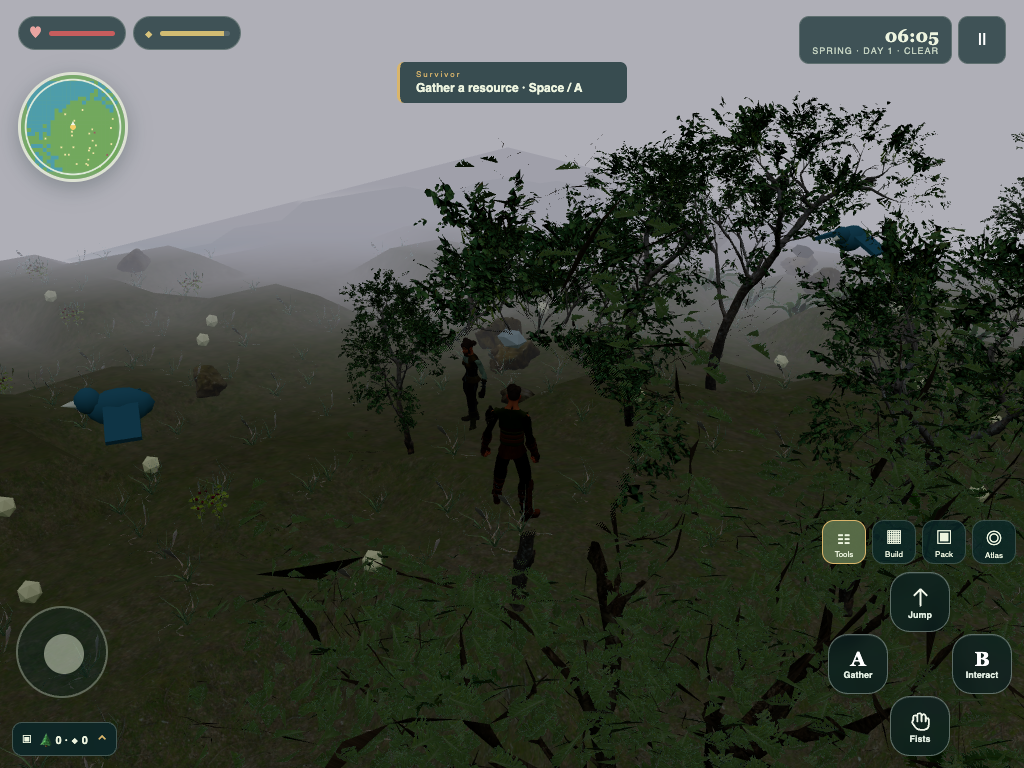 06:05
SPRING · DAY 1 · CLEAR
Survivor
Gather a resource · Space / A
Tools
Build
Pack
Atlas
Jump
A
Gather
B
Interact
Fists
0 · ◆ 0